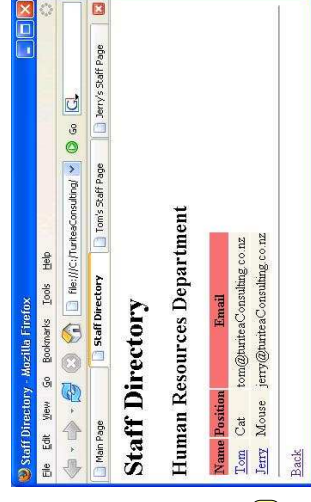 Staff Directory - Mozilla Firefox
File Edit View Go Bookmarks Tools Help
file:///C:/TuriteaConsulting/ Go G
Main Page Staff Directory Tom's Staff Page Jerry's Staff Page
Staff Directory
Human Resources Department
Name Position Email
Tom Cat tom@turiteaConsulting.co.nz
Jerry Mouse jerry@turiteaConsulting.co.nz
Back